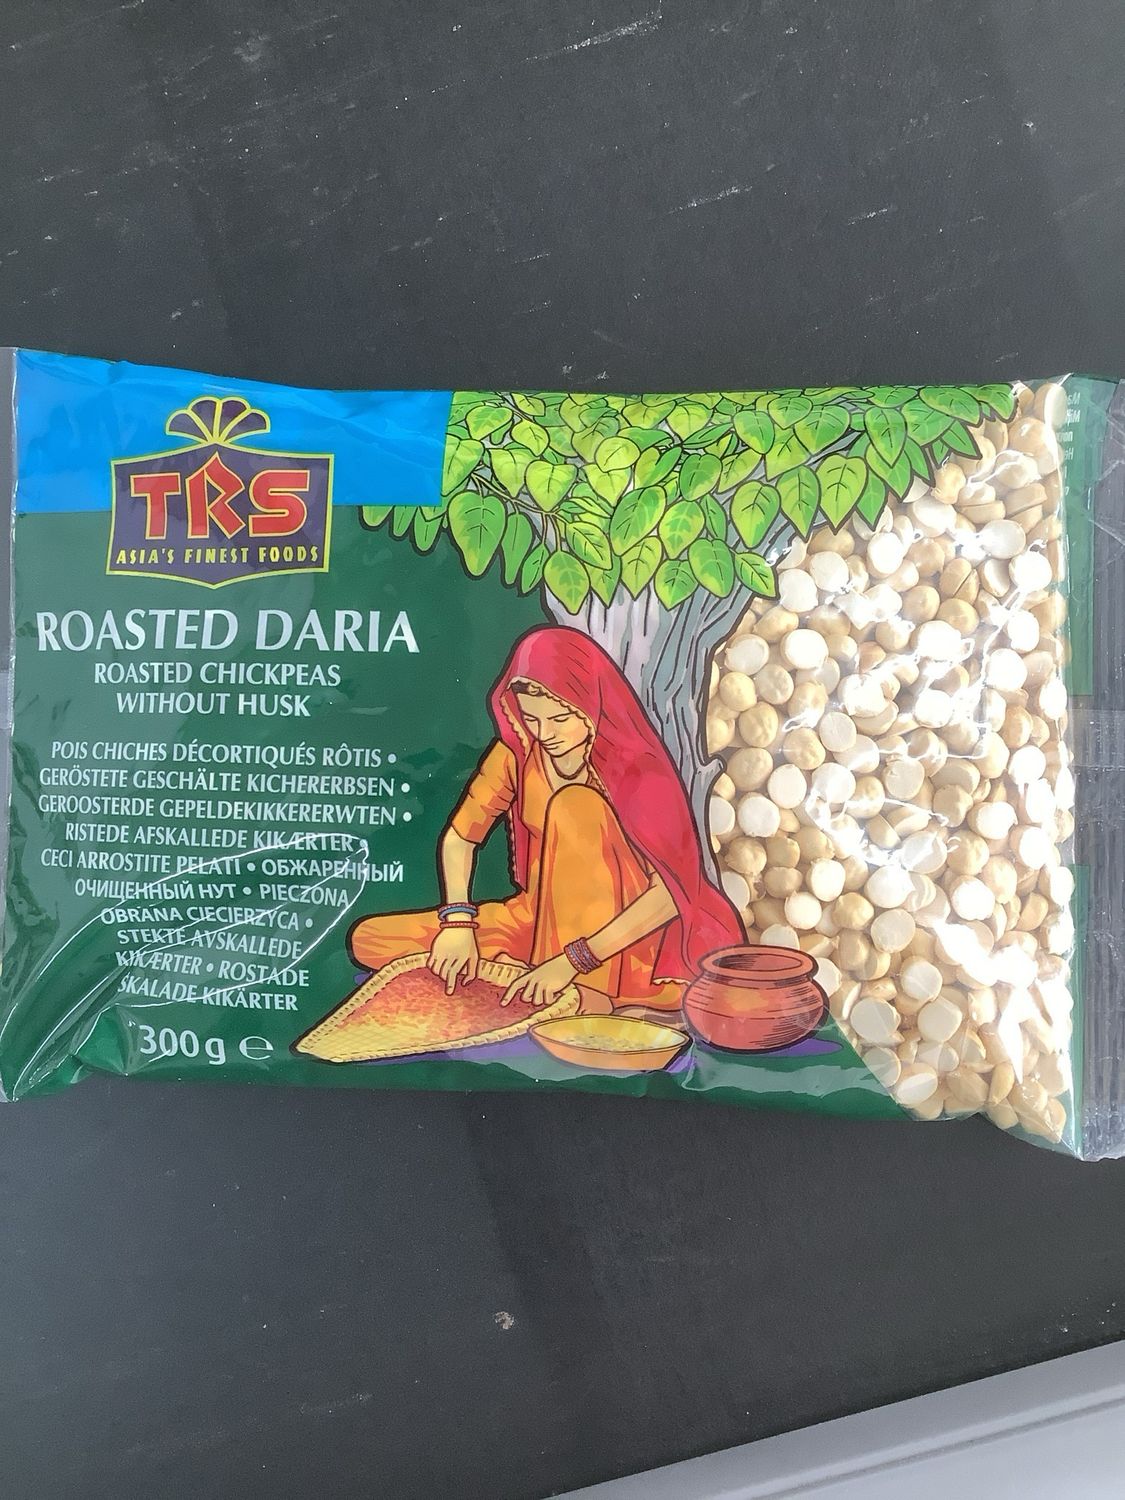 TRS
ASIA'S FINEST FOODS
ROASTED DARIA
ROASTED CHICKPEAS
WITHOUT HUSK
POIS CHICHES DÉCORTIQUÉS RÔTIS •
GERÖSTETE GESCHÄLTE KICHERERBSEN •
GEROOSTERDE GEPELDEKIKKERERWTEN •
RISTEDE AFSKALLEDE KIKÆRTER •
CECI ARROSTITE PELATI • ОБЖАРЕННЫЙ
ОЧИЩЕННЫЙ НУТ • PIECZONA
OBRANA CIECIERZYCA •
STEKTE AVSKALLEDE
KIKÆRTER • ROSTADE
SKALADE KIKÄRTER
300g e